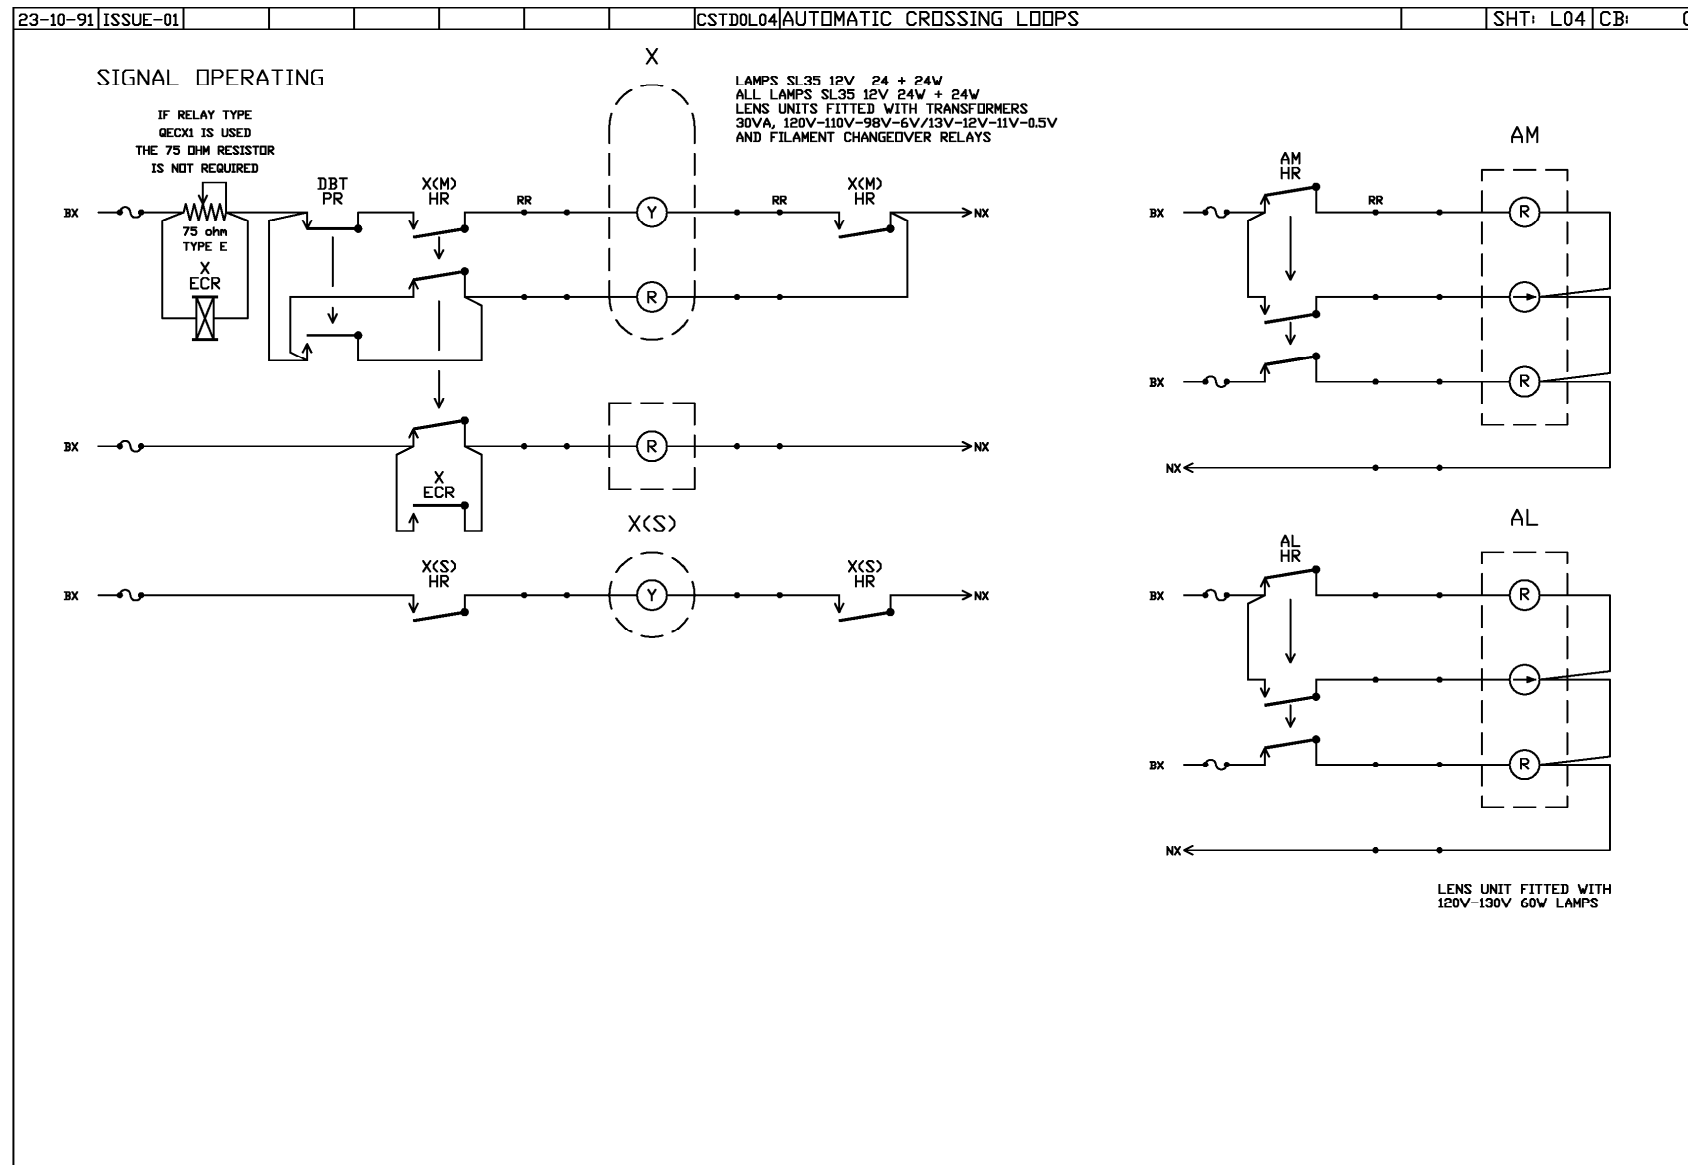 23-10-91 ISSUE-01 CSTD0L04 AUTOMATIC CROSSING LOOPS SHT: L04 CB:
SIGNAL OPERATING
IF RELAY TYPE
QECX1 IS USED
THE 75 OHM RESISTOR
IS NOT REQUIRED
X
LAMPS SL35 12V 24 + 24W
ALL LAMPS SL35 12V 24W + 24W
LENS UNITS FITTED WITH TRANSFORMERS
30VA, 120V-110V-98V-6V/13V-12V-11V-0.5V
AND FILAMENT CHANGEOVER RELAYS
DBT
PR
X(M)
HR
X(M)
HR
BX
RR
Y
RR
NX
75 ohm
TYPE E
X
ECR
R
BX
R
NX
X
ECR
X(S)
X(S)
HR
X(S)
HR
BX
Y
NX
AM
AM
HR
BX
RR
R
BX
R
NX
AL
AL
HR
BX
R
BX
R
NX
LENS UNIT FITTED WITH
120V-130V 60W LAMPS